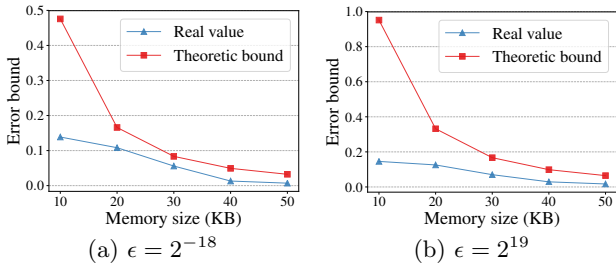 0.5
0.4
0.3
0.2
0.1
0.0
Error bound
Real value
Theoretic bound
10 20 30 40 50
Memory size (KB)
(a) ϵ = 2^{-18}
1.0
0.8
0.6
0.4
0.2
0.0
Error bound
Real value
Theoretic bound
10 20 30 40 50
Memory size (KB)
(b) ϵ = 2^{19}